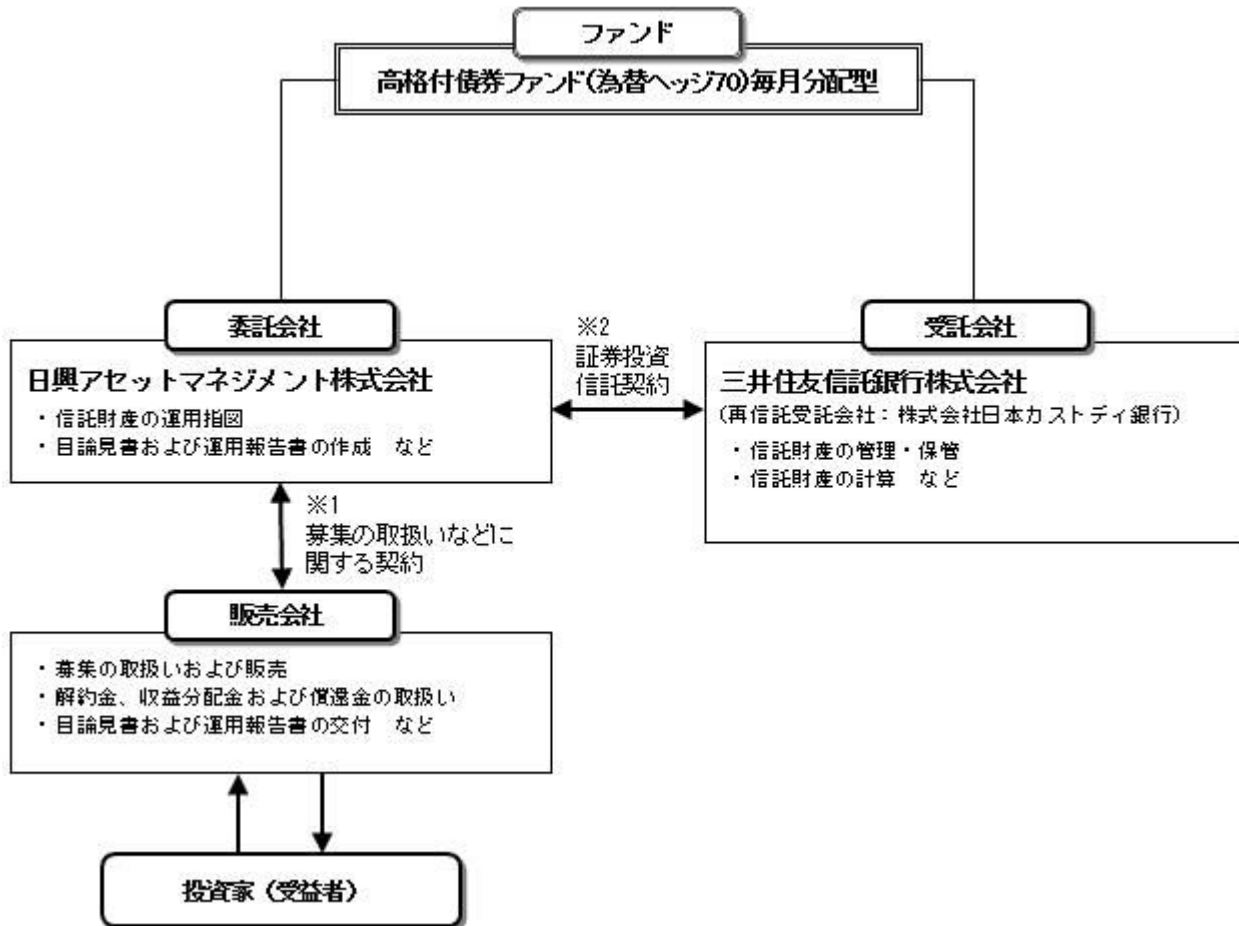 ファンド
高格付債券ファンド(為替ヘッジ70)毎月分配型
委託会社
日興アセットマネジメント株式会社
・信託財産の運用指図
・目論見書および運用報告書の作成　など
※2
証券投資
信託契約
受託会社
三井住友信託銀行株式会社
(再信託受託会社：株式会社日本カストディ銀行)
・信託財産の管理・保管
・信託財産の計算　など
※1
募集の取扱いなどに
関する契約
販売会社
・募集の取扱いおよび販売
・解約金、収益分配金および償還金の取扱い
・目論見書および運用報告書の交付　など
投資家（受益者）